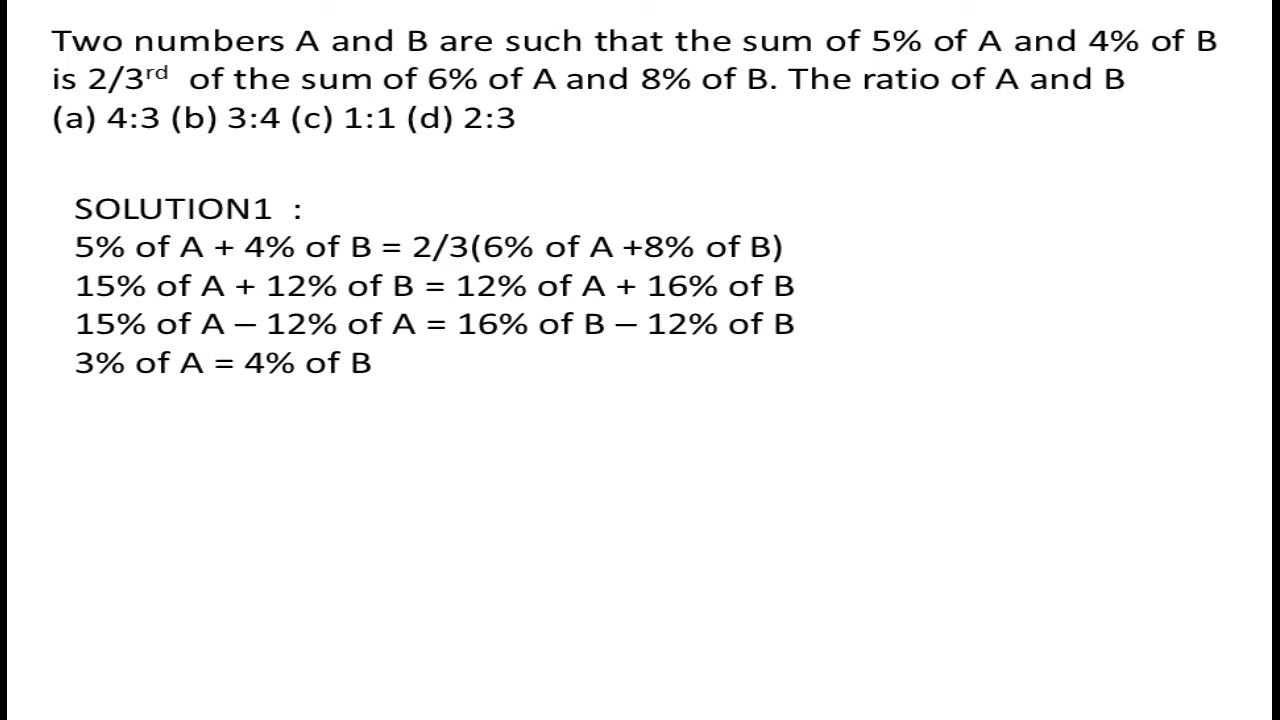 Two numbers A and B are such that the sum of 5% of A and 4% of B
is 2/3rd of the sum of 6% of A and 8% of B. The ratio of A and B
(a) 4:3 (b) 3:4 (c) 1:1 (d) 2:3
SOLUTION1 :
5% of A + 4% of B = 2/3(6% of A +8% of B)
15% of A + 12% of B = 12% of A + 16% of B
15% of A – 12% of A = 16% of B – 12% of B
3% of A = 4% of B